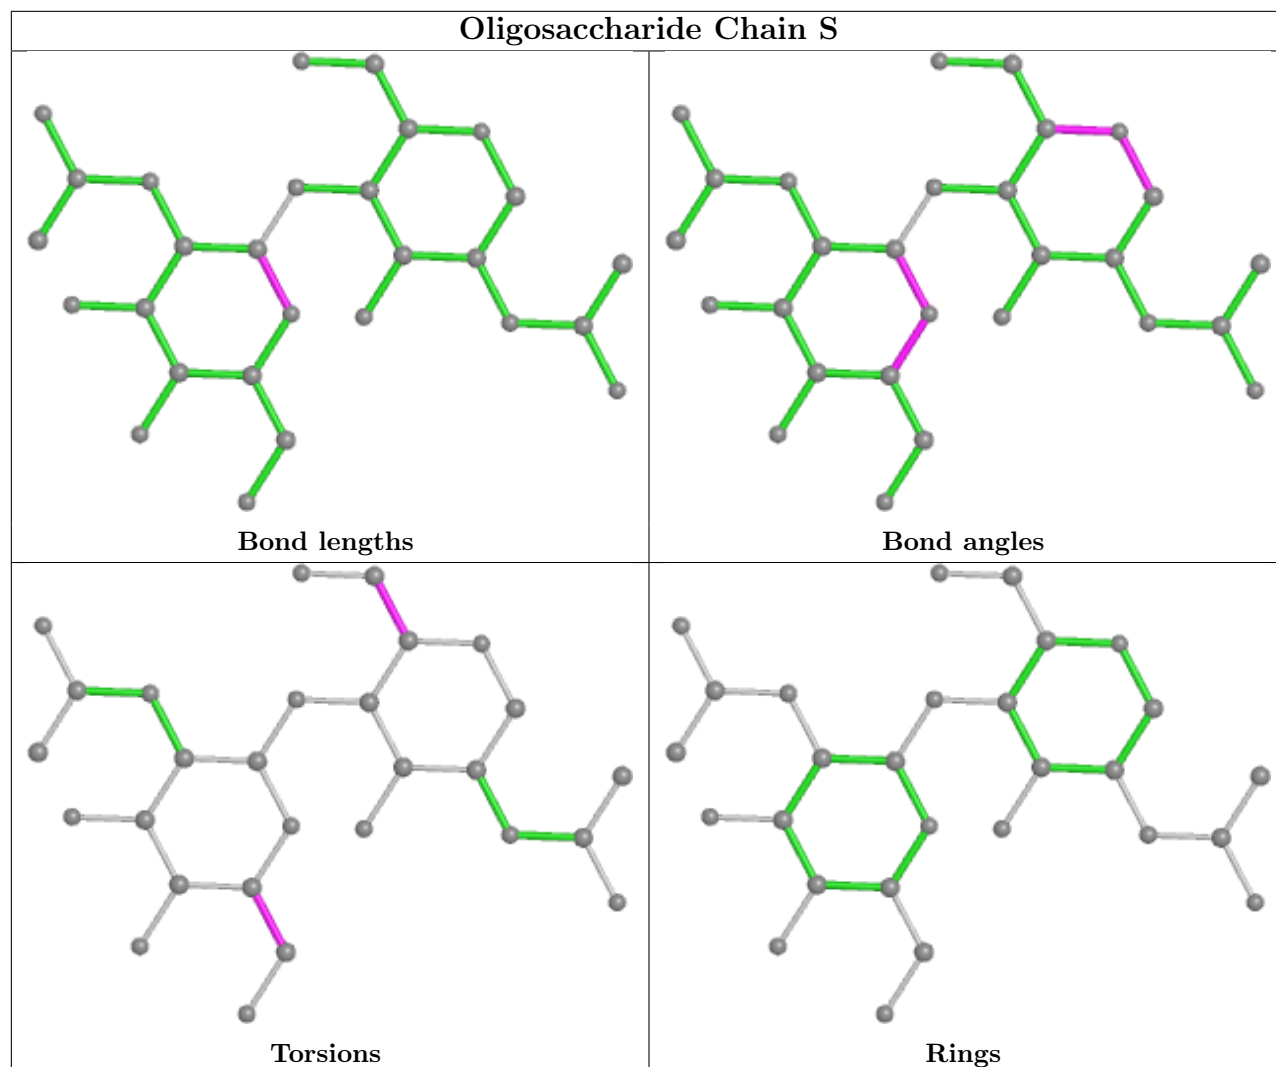 Oligosaccharide Chain S
Bond lengths
Bond angles
Torsions
Rings